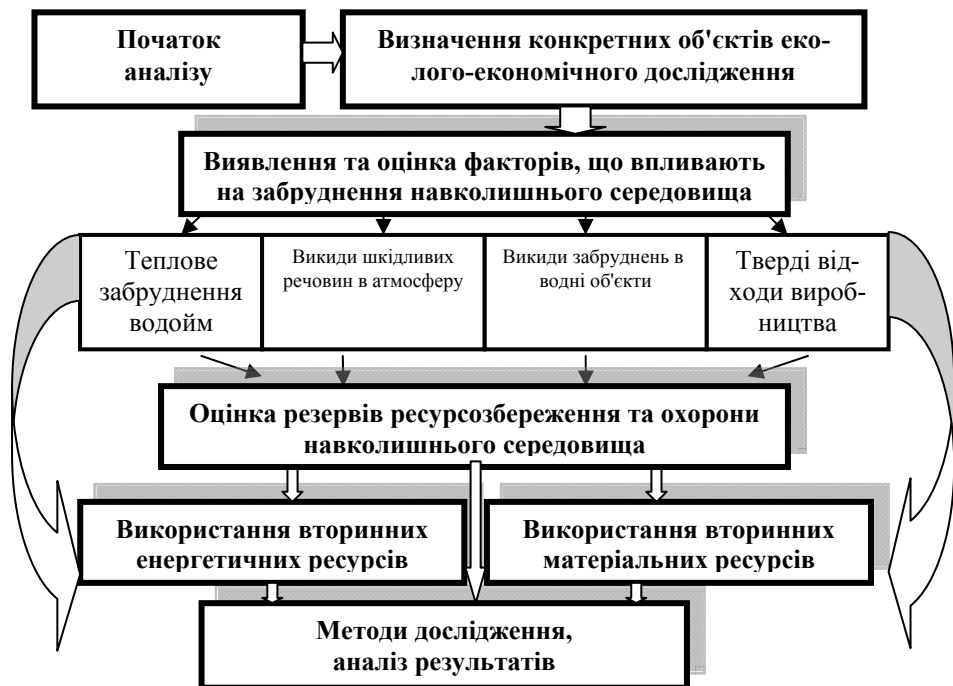 Початок
аналізу
Визначення конкретних об'єктів еко-
лого-економічного дослідження
Виявлення та оцінка факторів, що впливають
на забруднення навколишнього середовища
Теплове
забруднення
водойм
Викиди шкідливих
речовин в атмосферу
Викиди забруднень в
водні об'єкти
Тверді від-
ходи вироб-
ництва
Оцінка резервів ресурсозбереження та охорони
навколишнього середовища
Використання вторинних
енергетичних ресурсів
Використання вторинних
матеріальних ресурсів
Методи дослідження,
аналіз результатів